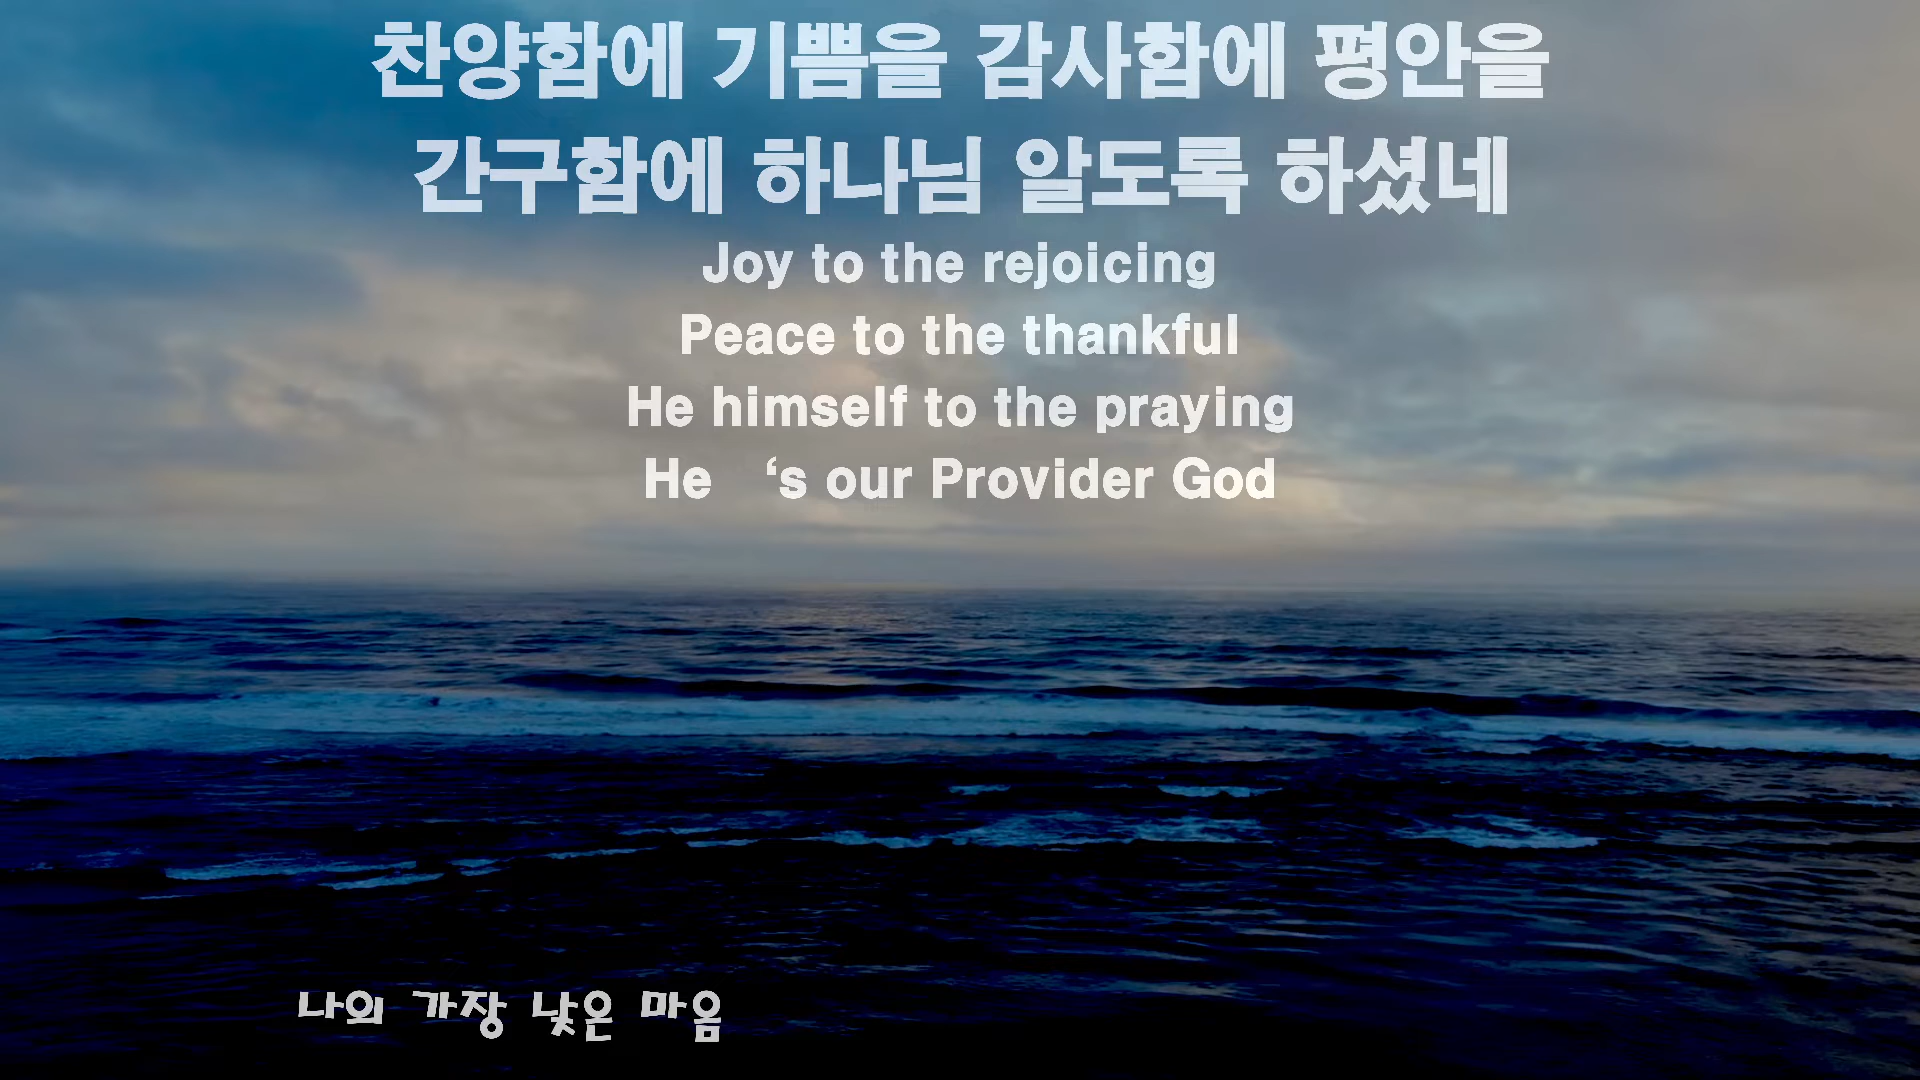 찬양함에 기쁨을 감사함에 평안을
간구함에 하나님 알도록 하셨네
Joy to the rejoicing
Peace to the thankful
He himself to the praying
He ‘s our Provider God
나의 가장 낮은 마음